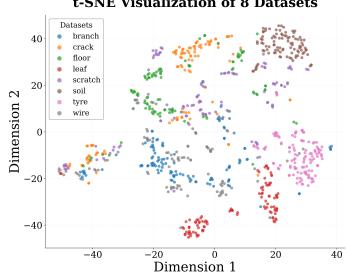 t-SNE Visualization of 8 Datasets
Datasets
branch
crack
floor
leaf
scratch
soil
tyre
wire
Dimension 2
40
20
0
−20
−40
−40
−20
0
20
40
Dimension 1